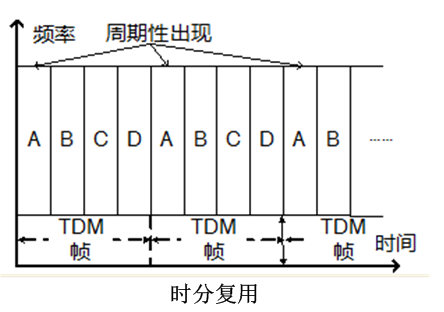 频率
周期性出现
A B C D A B C D A B ……
TDM TDM TDM
帧 帧 帧
时间
时分复用